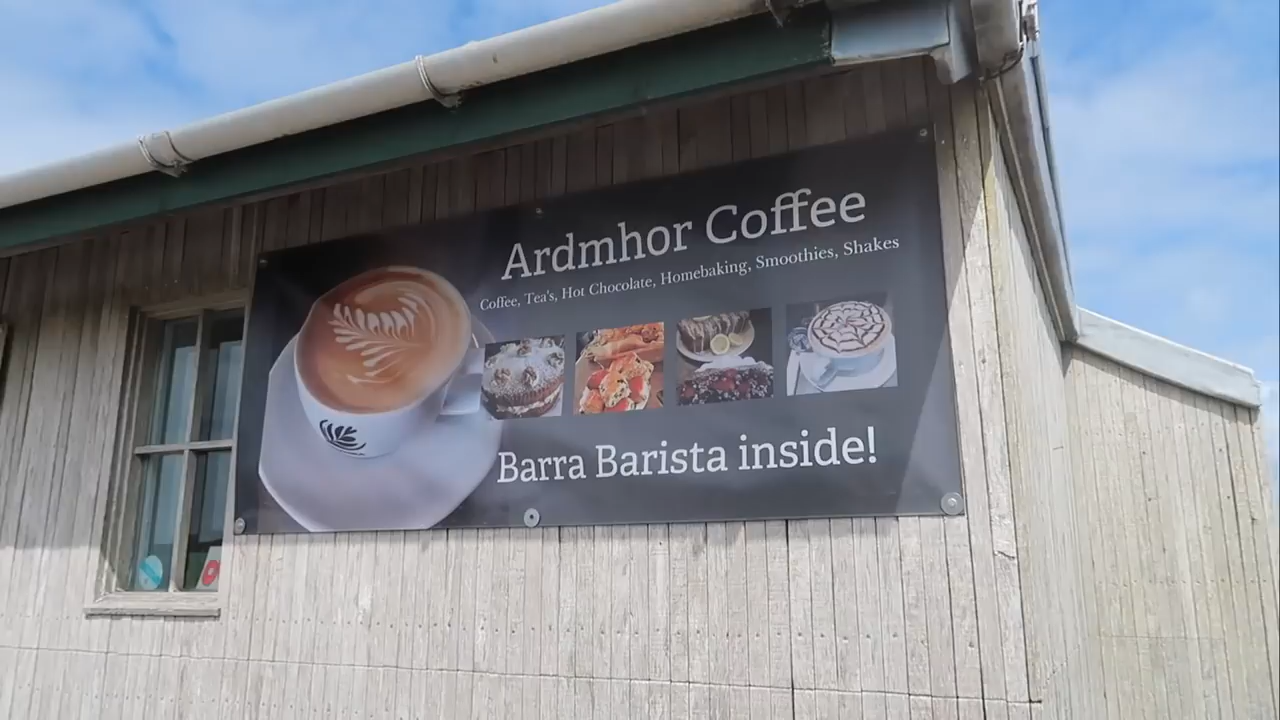 Ardmhor Coffee
Coffee, Tea's, Hot Chocolate, Homebaking, Smoothies, Shakes
Barra Barista inside!